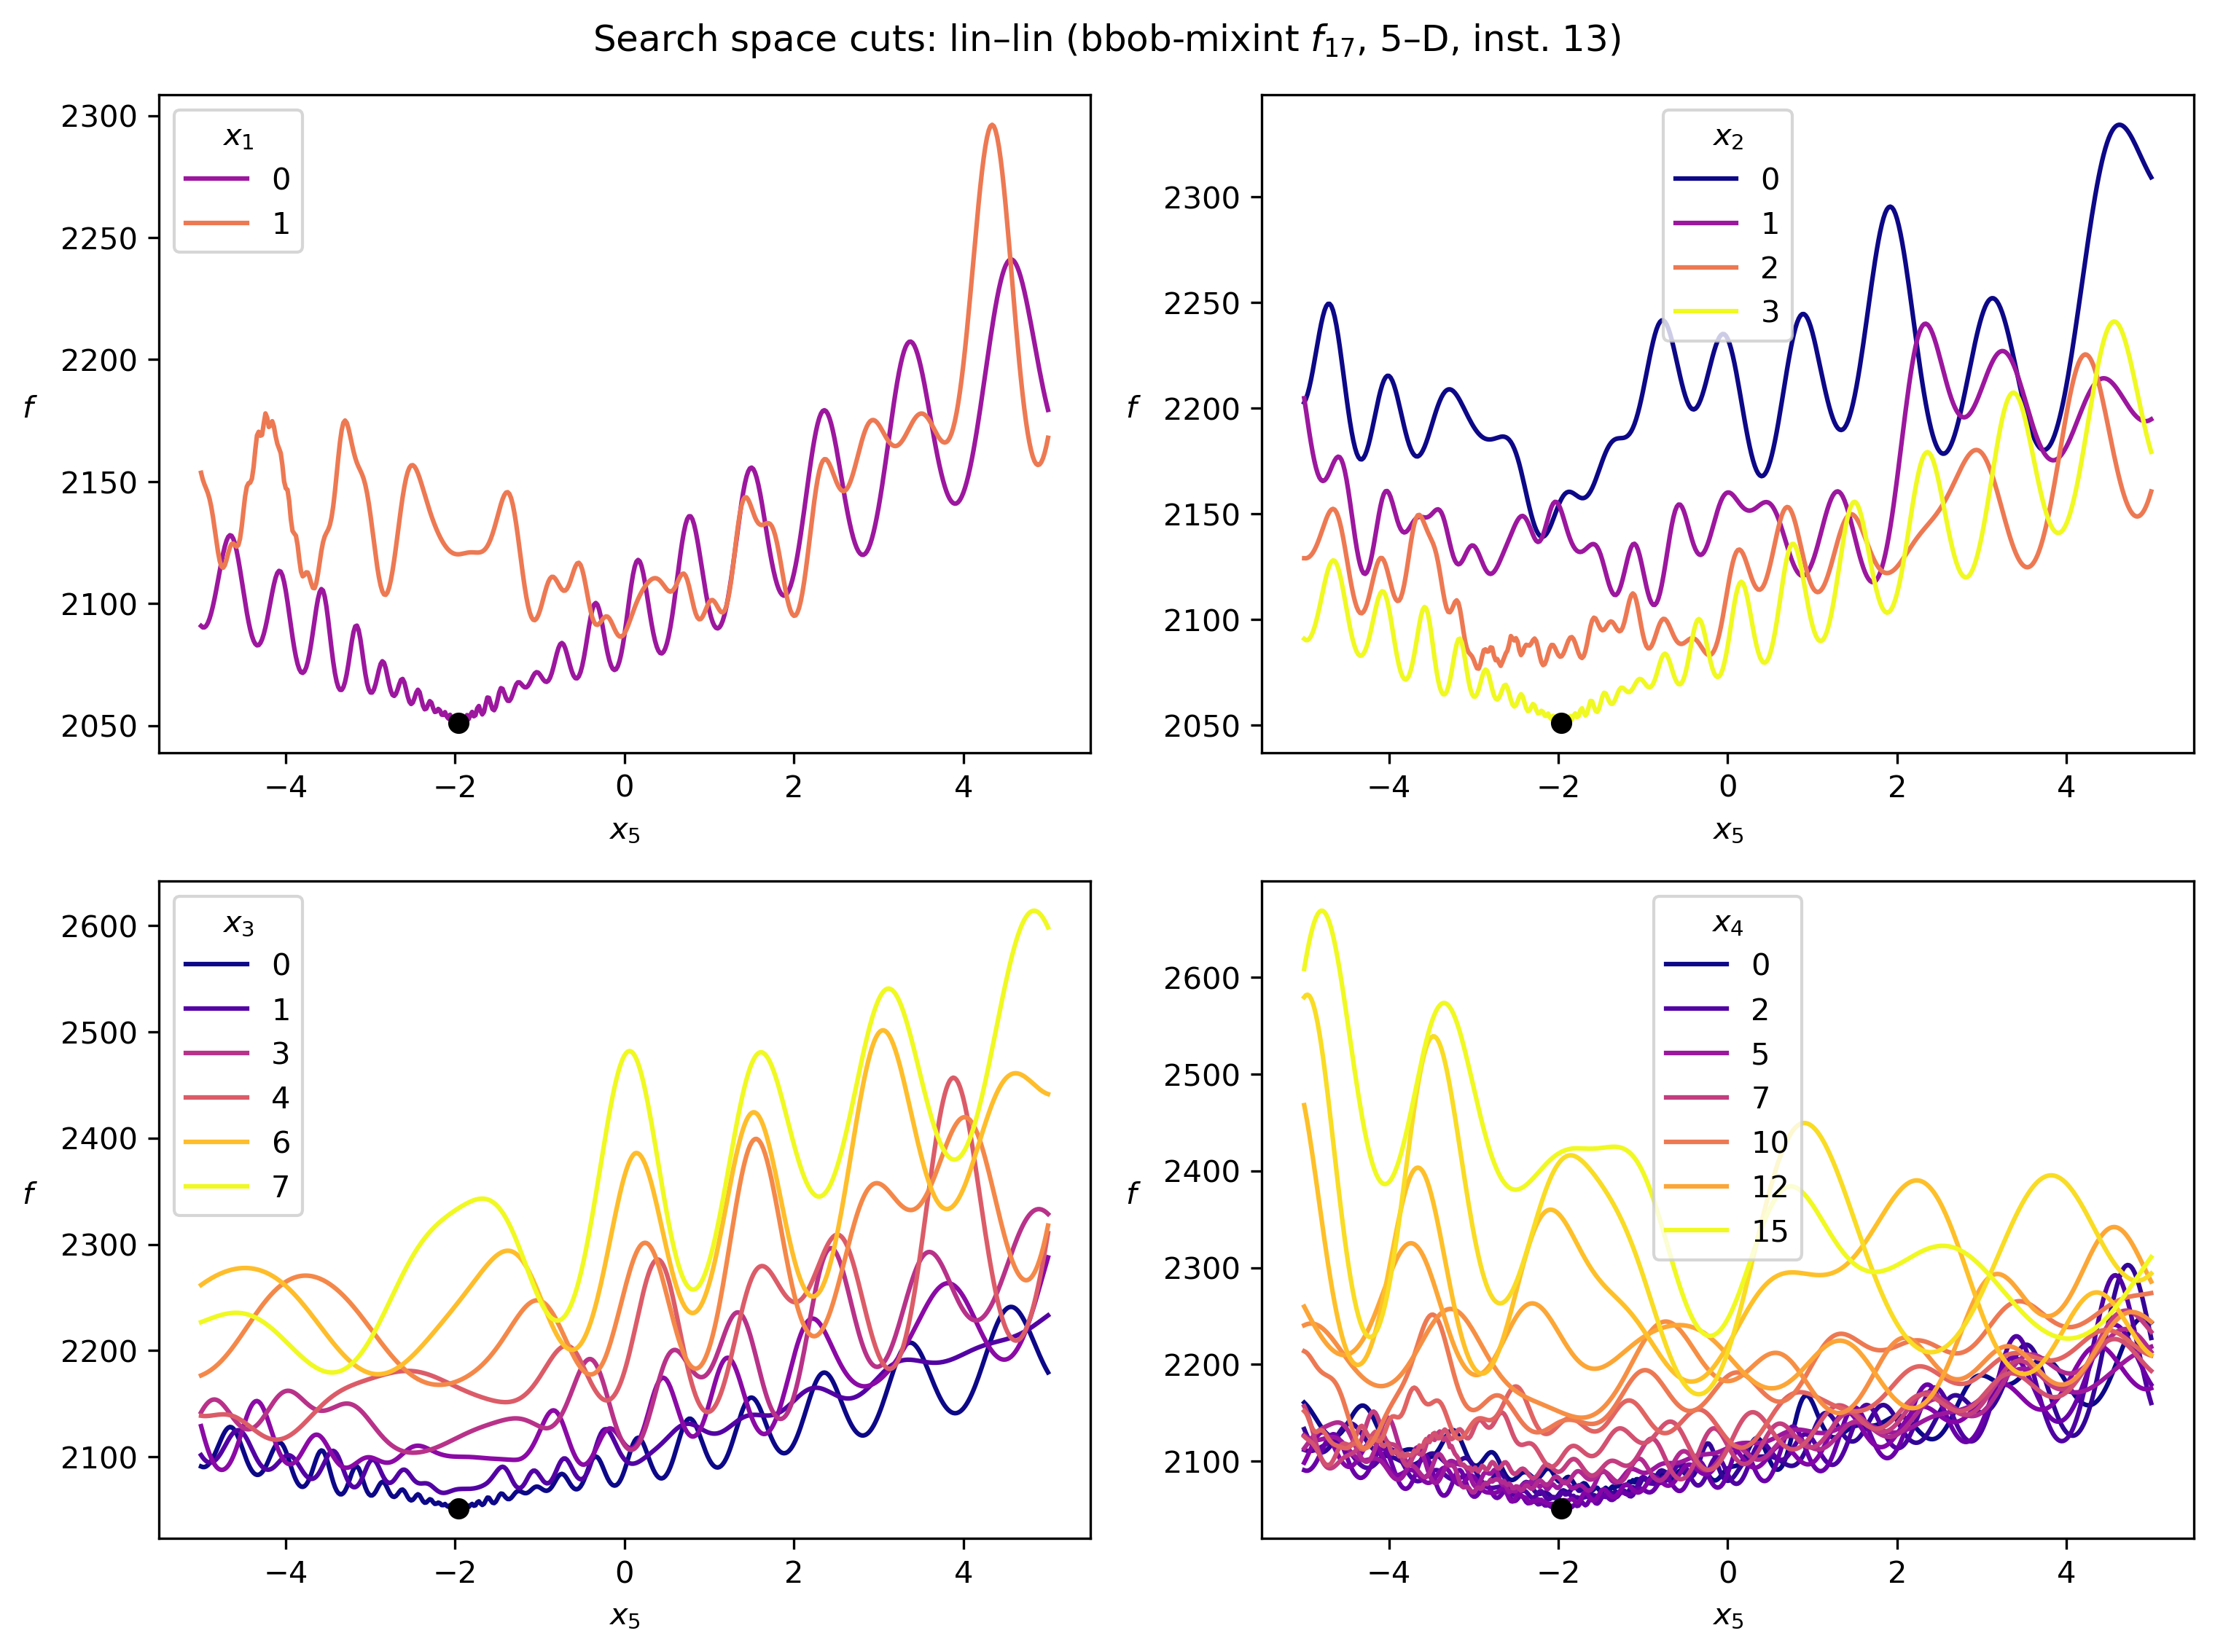 Search space cuts: lin–lin (bbob-mixint f₁₇, 5–D, inst. 13)
x₁
0
1
2300
2250
2200
2150
2100
2050
f
−4 −2 0 2 4
x₅
x₂
0
1
2
3
2300
2250
2200
2150
2100
2050
f
−4 −2 0 2 4
x₅
x₃
0
1
3
4
6
7
2600
2500
2400
2300
2200
2100
f
−4 −2 0 2 4
x₅
x₄
0
2
5
7
10
12
15
2600
2500
2400
2300
2200
2100
f
−4 −2 0 2 4
x₅